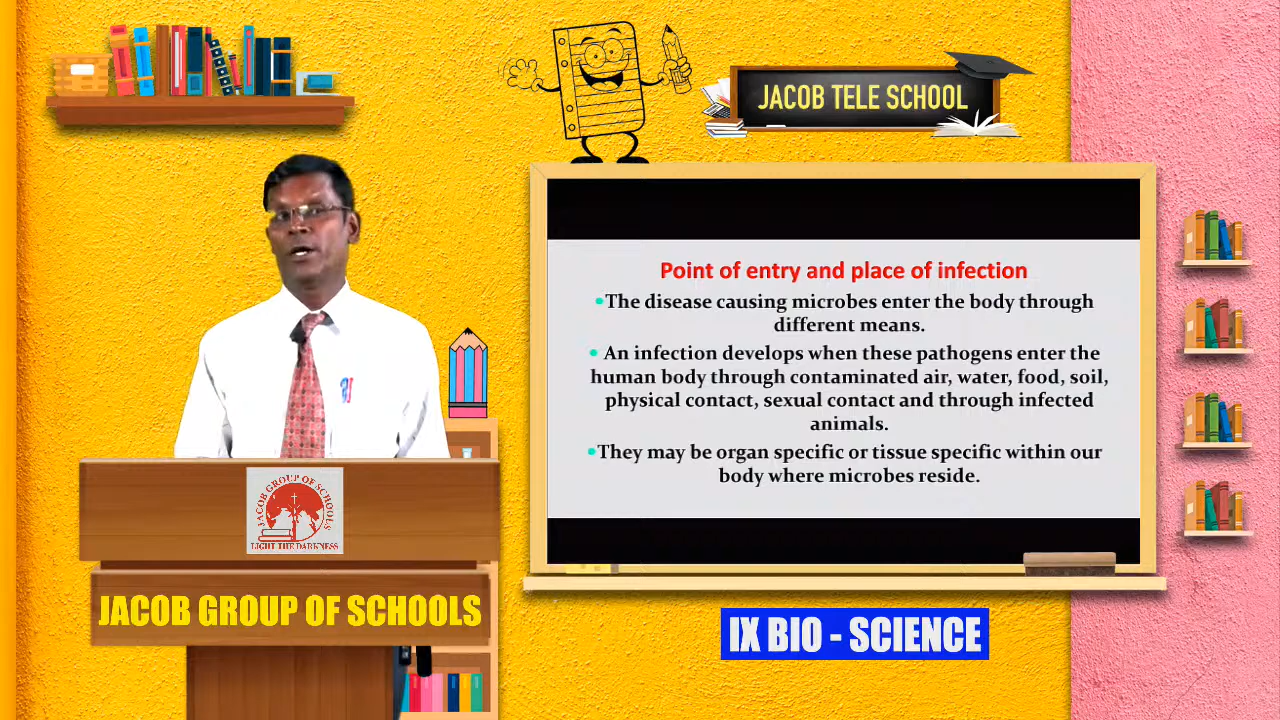 JACOB TELE SCHOOL
Point of entry and place of infection
•The disease causing microbes enter the body through
different means.
• An infection develops when these pathogens enter the
human body through contaminated air, water, food, soil,
physical contact, sexual contact and through infected
animals.
•They may be organ specific or tissue specific within our
body where microbes reside.
JACOB GROUP OF SCHOOLS
LIGHT THE DARKNESS
JACOB GROUP OF SCHOOLS
IX BIO - SCIENCE